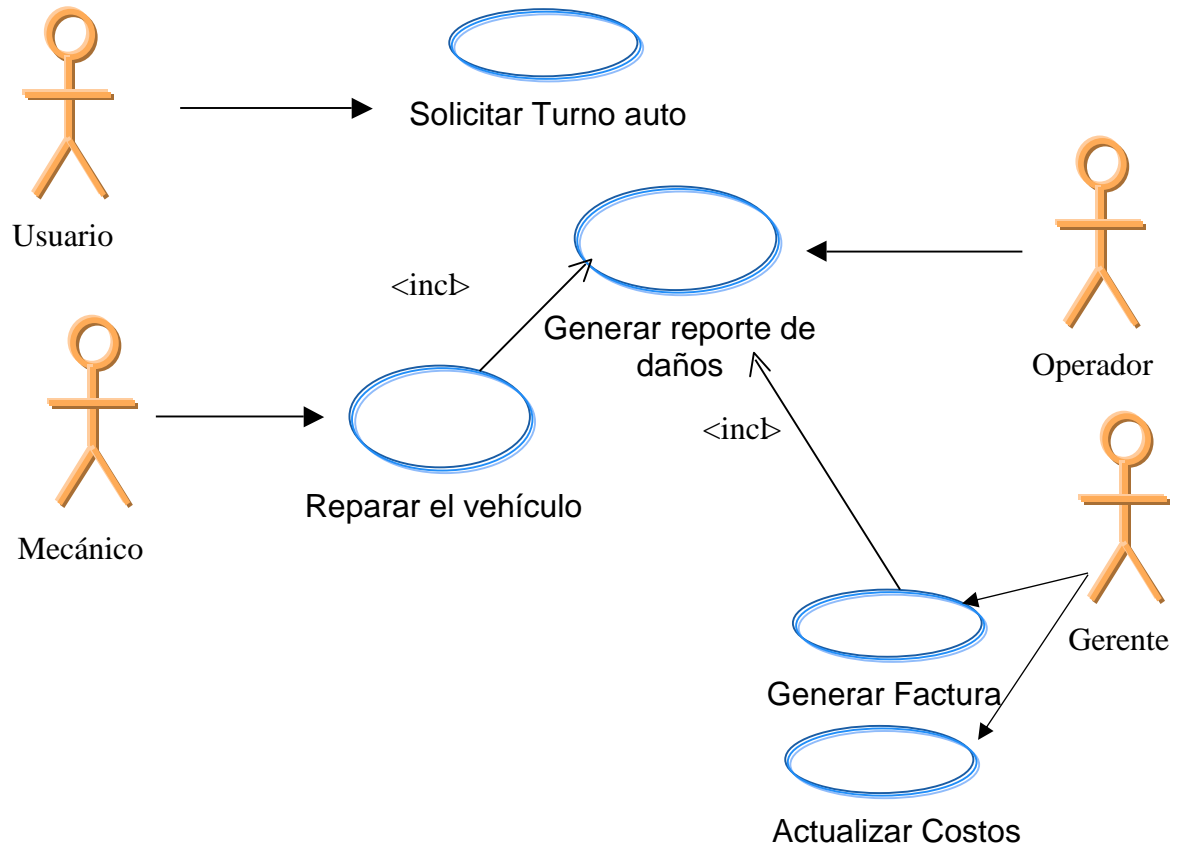 Solicitar Turno auto
Usuario
<incl>
Generar reporte de
daños
Operador
<incl>
Reparar el vehículo
Mecánico
Gerente
Generar Factura
Actualizar Costos